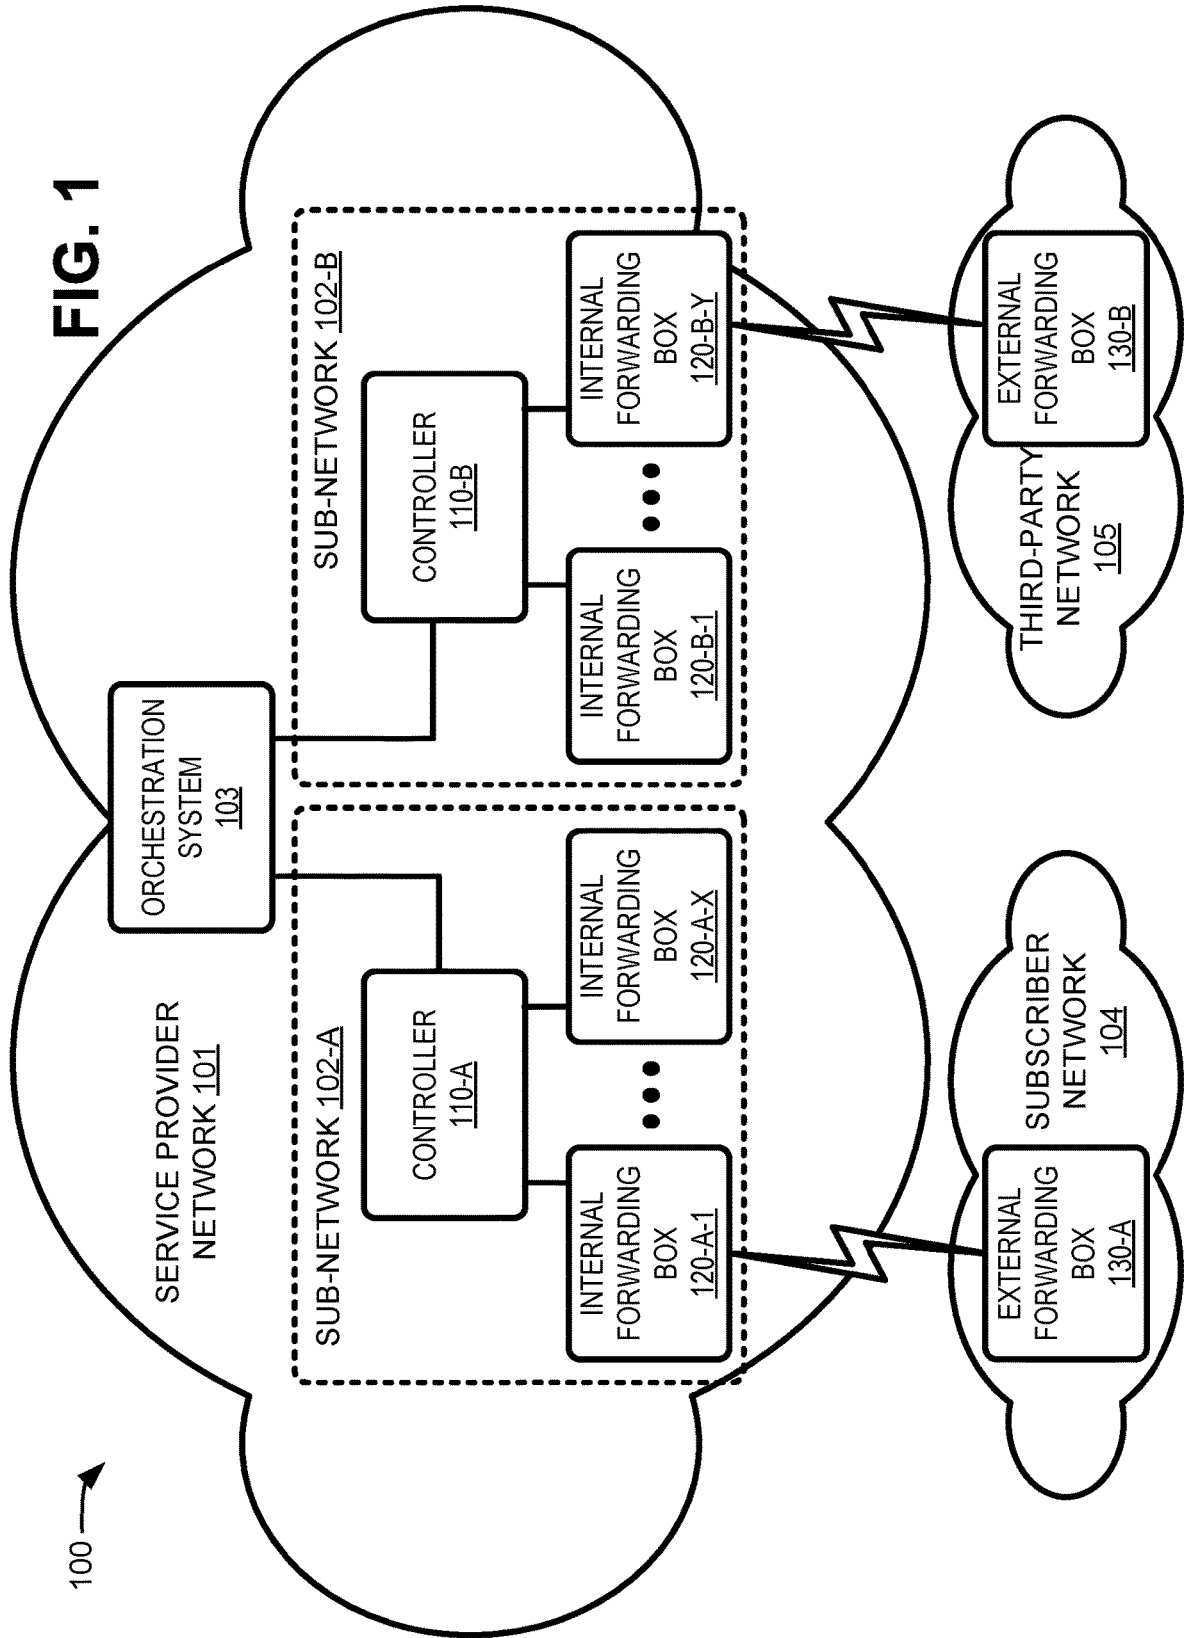 100
FIG. 1
SERVICE PROVIDER
NETWORK 101
ORCHESTRATION
SYSTEM
103
SUB-NETWORK 102-A
CONTROLLER
110-A
INTERNAL
FORWARDING
BOX
120-A-1
INTERNAL
FORWARDING
BOX
120-A-X
SUB-NETWORK 102-B
CONTROLLER
110-B
INTERNAL
FORWARDING
BOX
120-B-1
INTERNAL
FORWARDING
BOX
120-B-Y
EXTERNAL
FORWARDING
BOX
130-A
SUBSCRIBER
NETWORK
104
THIRD-PARTY
NETWORK
105
EXTERNAL
FORWARDING
BOX
130-B